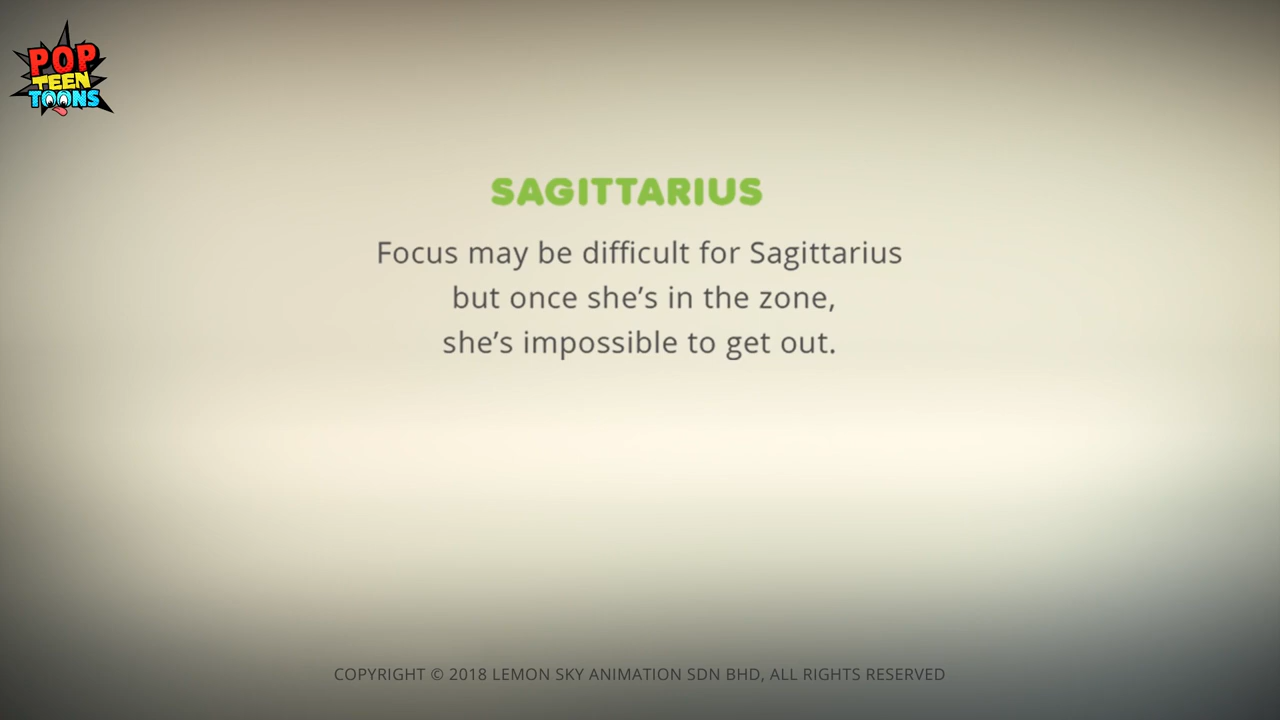 POP
TEEN
TOONS
SAGITTARIUS
Focus may be difficult for Sagittarius
but once she’s in the zone,
she’s impossible to get out.
COPYRIGHT © 2018 LEMON SKY ANIMATION SDN BHD, ALL RIGHTS RESERVED